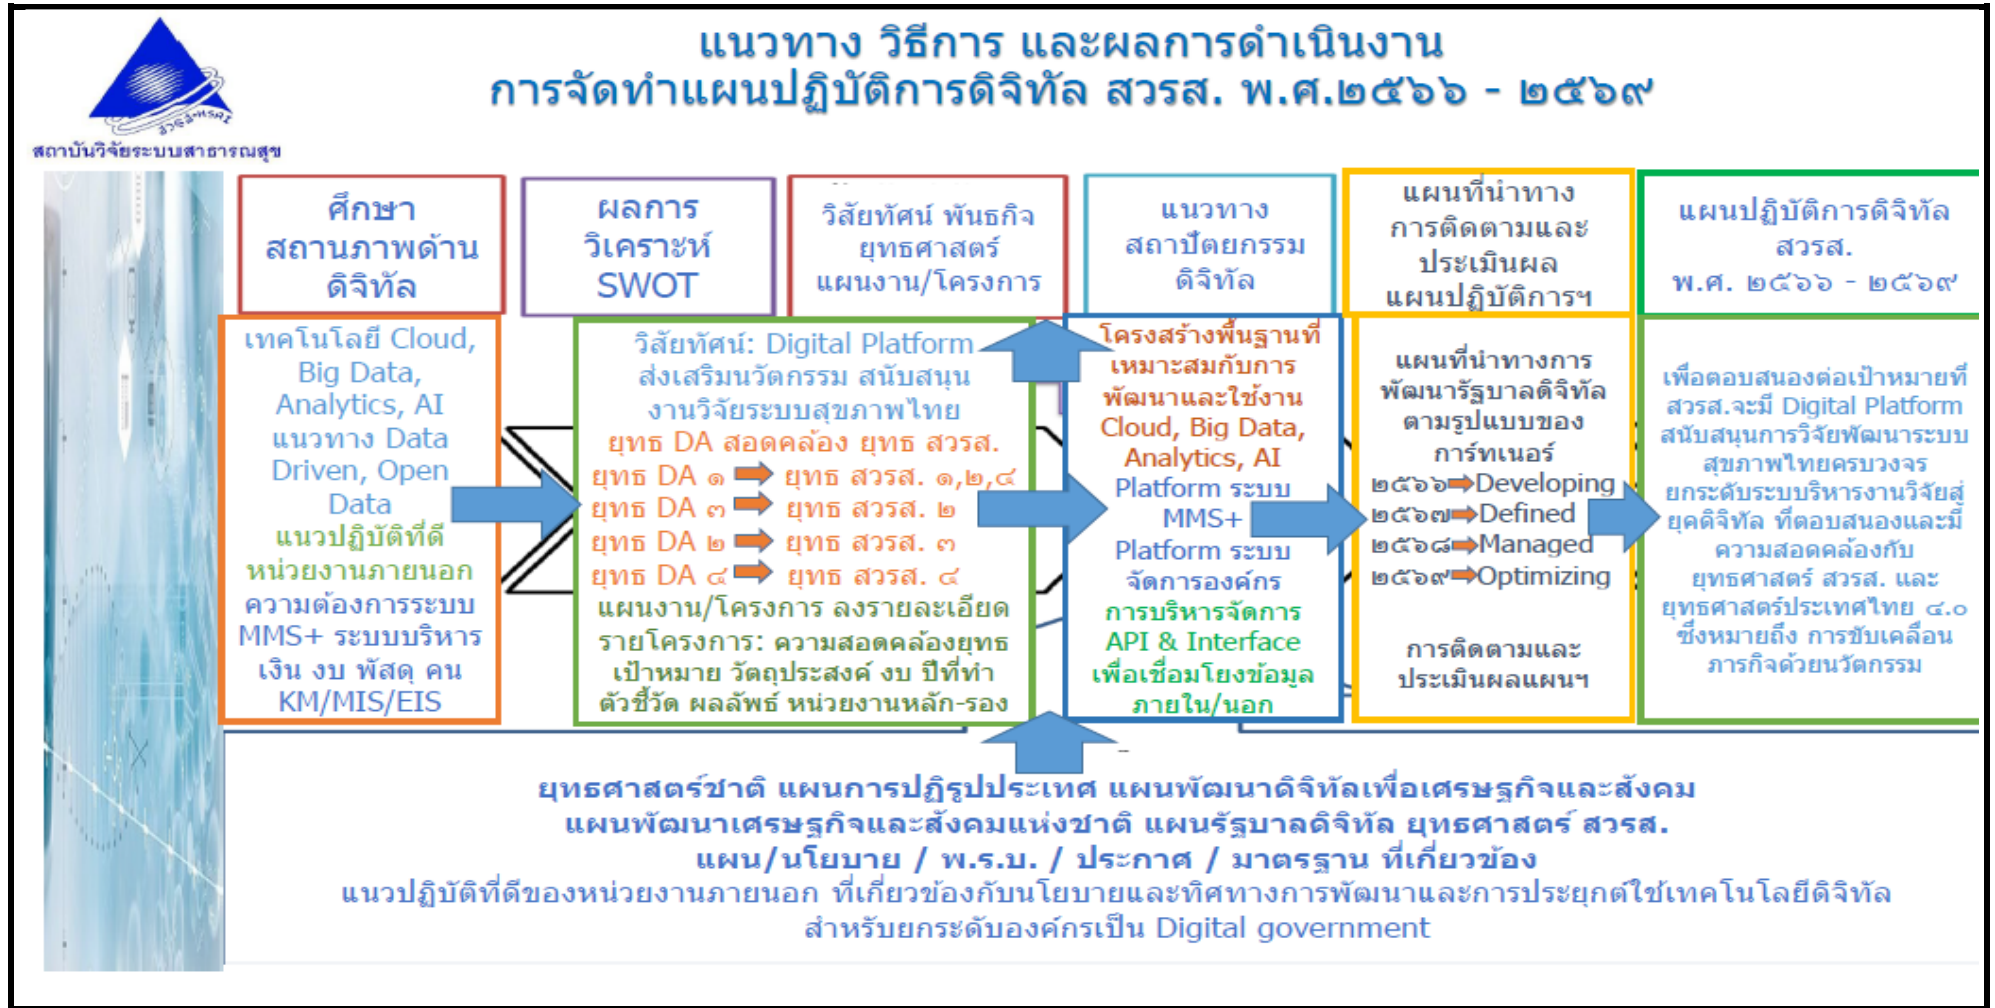 แนวทาง วิธีการ และผลการดำเนินงาน
การจัดทำแผนปฏิบัติการดิจิทัล สวรส. พ.ศ.๒๕๖๖ - ๒๕๖๙
สวรส-HSRI
สถาบันวิจัยระบบสาธารณสุข
ศึกษา
สถานภาพด้าน
ดิจิทัล
ผลการ
วิเคราะห์
SWOT
วิสัยทัศน์ พันธกิจ
ยุทธศาสตร์
แผนงาน/โครงการ
แนวทาง
สถาปัตยกรรม
ดิจิทัล
แผนที่นำทาง
การติดตามและ
ประเมินผล
แผนปฏิบัติการฯ
แผนปฏิบัติการดิจิทัล
สวรส.
พ.ศ. ๒๕๖๖ - ๒๕๖๙
เทคโนโลยี Cloud,
Big Data,
Analytics, AI
แนวทาง Data
Driven, Open
Data
แนวปฏิบัติที่ดี
หน่วยงานภายนอก
ความต้องการระบบ
MMS+ ระบบบริหาร
เงิน งบ พัสดุ คน
KM/MIS/EIS
วิสัยทัศน์: Digital Platform
ส่งเสริมนวัตกรรม สนับสนุน
งานวิจัยระบบสุขภาพไทย
ยุทธ DA สอดคล้อง ยุทธ สวรส.
ยุทธ DA ๑ ยุทธ สวรส. ๑,๒,๔
ยุทธ DA ๓ ยุทธ สวรส. ๒
ยุทธ DA ๒ ยุทธ สวรส. ๓
ยุทธ DA ๔ ยุทธ สวรส. ๔
แผนงาน/โครงการ ลงรายละเอียด
รายโครงการ: ความสอดคล้องยุทธ
เป้าหมาย วัตถุประสงค์ งบ ปีที่ทำ
ตัวชี้วัด ผลลัพธ์ หน่วยงานหลัก-รอง
โครงสร้างพื้นฐานที่
เหมาะสมกับการ
พัฒนาและใช้งาน
Cloud, Big Data,
Analytics, AI
Platform ระบบ
MMS+
Platform ระบบ
จัดการองค์กร
การบริหารจัดการ
API & Interface
เพื่อเชื่อมโยงข้อมูล
ภายใน/นอก
แผนที่นำทางการ
พัฒนารัฐบาลดิจิทัล
ตามรูปแบบของ
การ์ทเนอร์
๒๕๖๖ Developing
๒๕๖๗ Defined
๒๕๖๘ Managed
๒๕๖๙ Optimizing
การติดตามและ
ประเมินผลแผนฯ
เพื่อตอบสนองต่อเป้าหมายที่
สวรส.จะมี Digital Platform
สนับสนุนการวิจัยพัฒนาระบบ
สุขภาพไทยครบวงจร
ยกระดับระบบบริหารงานวิจัยสู่
ยุคดิจิทัล ที่ตอบสนองและมี
ความสอดคล้องกับ
ยุทธศาสตร์ สวรส. และ
ยุทธศาสตร์ประเทศไทย ๔.๐
ซึ่งหมายถึง การขับเคลื่อน
ภารกิจด้วยนวัตกรรม
ยุทธศาสตร์ชาติ แผนการปฏิรูปประเทศ แผนพัฒนาดิจิทัลเพื่อเศรษฐกิจและสังคม
แผนพัฒนาเศรษฐกิจและสังคมแห่งชาติ แผนรัฐบาลดิจิทัล ยุทธศาสตร์ สวรส.
แผน/นโยบาย / พ.ร.บ. / ประกาศ / มาตรฐาน ที่เกี่ยวข้อง
แนวปฏิบัติที่ดีของหน่วยงานภายนอก ที่เกี่ยวข้องกับนโยบายและทิศทางการพัฒนาและการประยุกต์ใช้เทคโนโลยีดิจิทัล
สำหรับยกระดับองค์กรเป็น Digital government